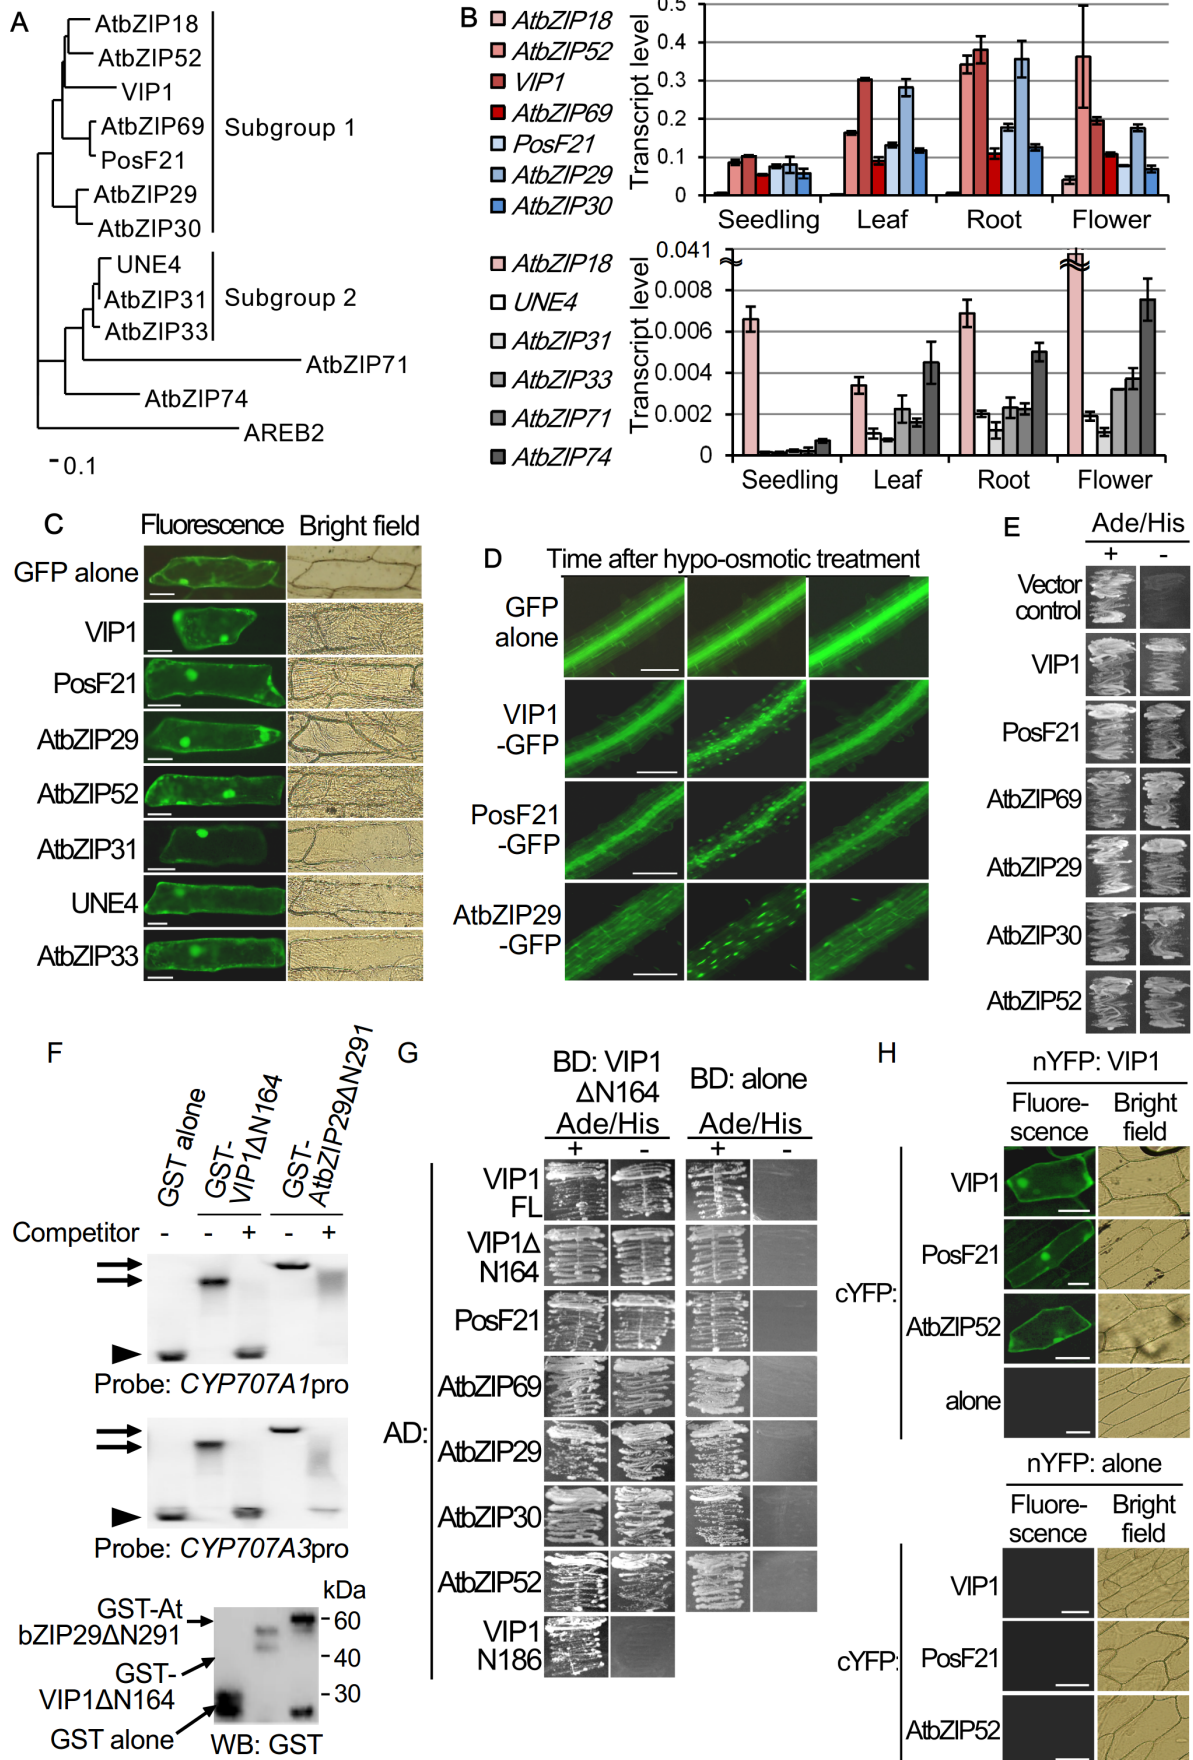 A
AtbZIP18
AtbZIP52
VIP1
AtbZIP69
PosF21
AtbZIP29
AtbZIP30
Subgroup 1
UNE4
AtbZIP31
AtbZIP33
Subgroup 2
AtbZIP71
AtbZIP74
AREB2
0.1
B
AtbZIP18
AtbZIP52
VIP1
AtbZIP69
PosF21
AtbZIP29
AtbZIP30
Transcript level
0.5
0.4
0.3
0.2
0.1
0
Seedling
Leaf
Root
Flower
AtbZIP18
UNE4
AtbZIP31
AtbZIP33
AtbZIP71
AtbZIP74
Transcript level
0.041
0.008
0.006
0.004
0.002
0
Seedling
Leaf
Root
Flower
C
Fluorescence
Bright field
GFP alone
VIP1
PosF21
AtbZIP29
AtbZIP52
AtbZIP31
UNE4
AtbZIP33
D
Time after hypo-osmotic treatment
GFP
alone
VIP1
-GFP
PosF21
-GFP
AtbZIP29
-GFP
E
Ade/His
+ -
Vector
control
VIP1
PosF21
AtbZIP69
AtbZIP29
AtbZIP30
AtbZIP52
F
GST alone
GST-
VIP1ΔN164
GST-
AtbZIP29ΔN291
Competitor - - + - +
Probe: CYP707A1pro
Probe: CYP707A3pro
kDa
60
40
30
GST-At
bZIP29ΔN291
GST-
VIP1ΔN164
GST alone
WB: GST
G
BD: VIP1
ΔN164
BD: alone
Ade/His
Ade/His
+ - + -
AD:
VIP1
FL
VIP1Δ
N164
PosF21
AtbZIP69
AtbZIP29
AtbZIP30
AtbZIP52
VIP1
N186
H
nYFP: VIP1
Fluore-
scence
Bright
field
cYFP:
VIP1
PosF21
AtbZIP52
alone
nYFP: alone
Fluore-
scence
Bright
field
cYFP:
VIP1
PosF21
AtbZIP52